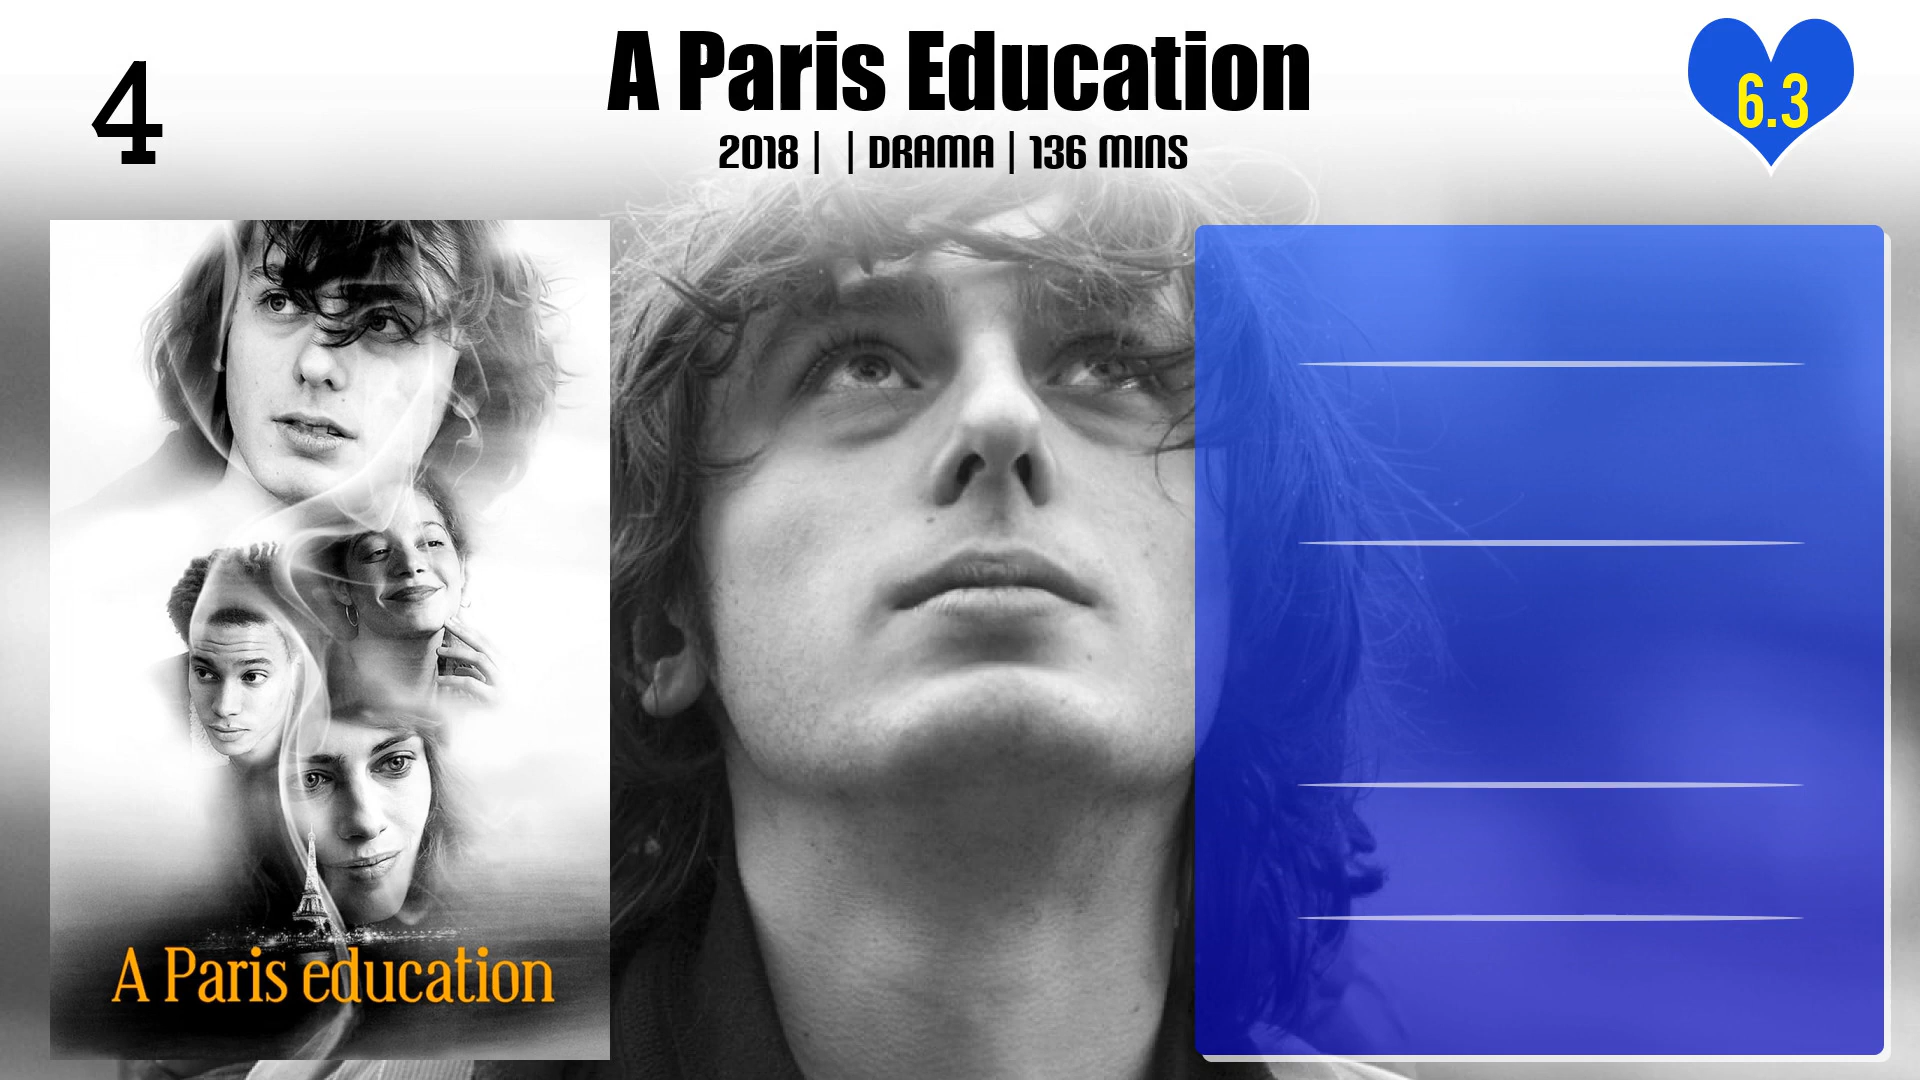 4
A Paris Education
2018 | | DRAMA | 136 MINS
6.3
A Paris education